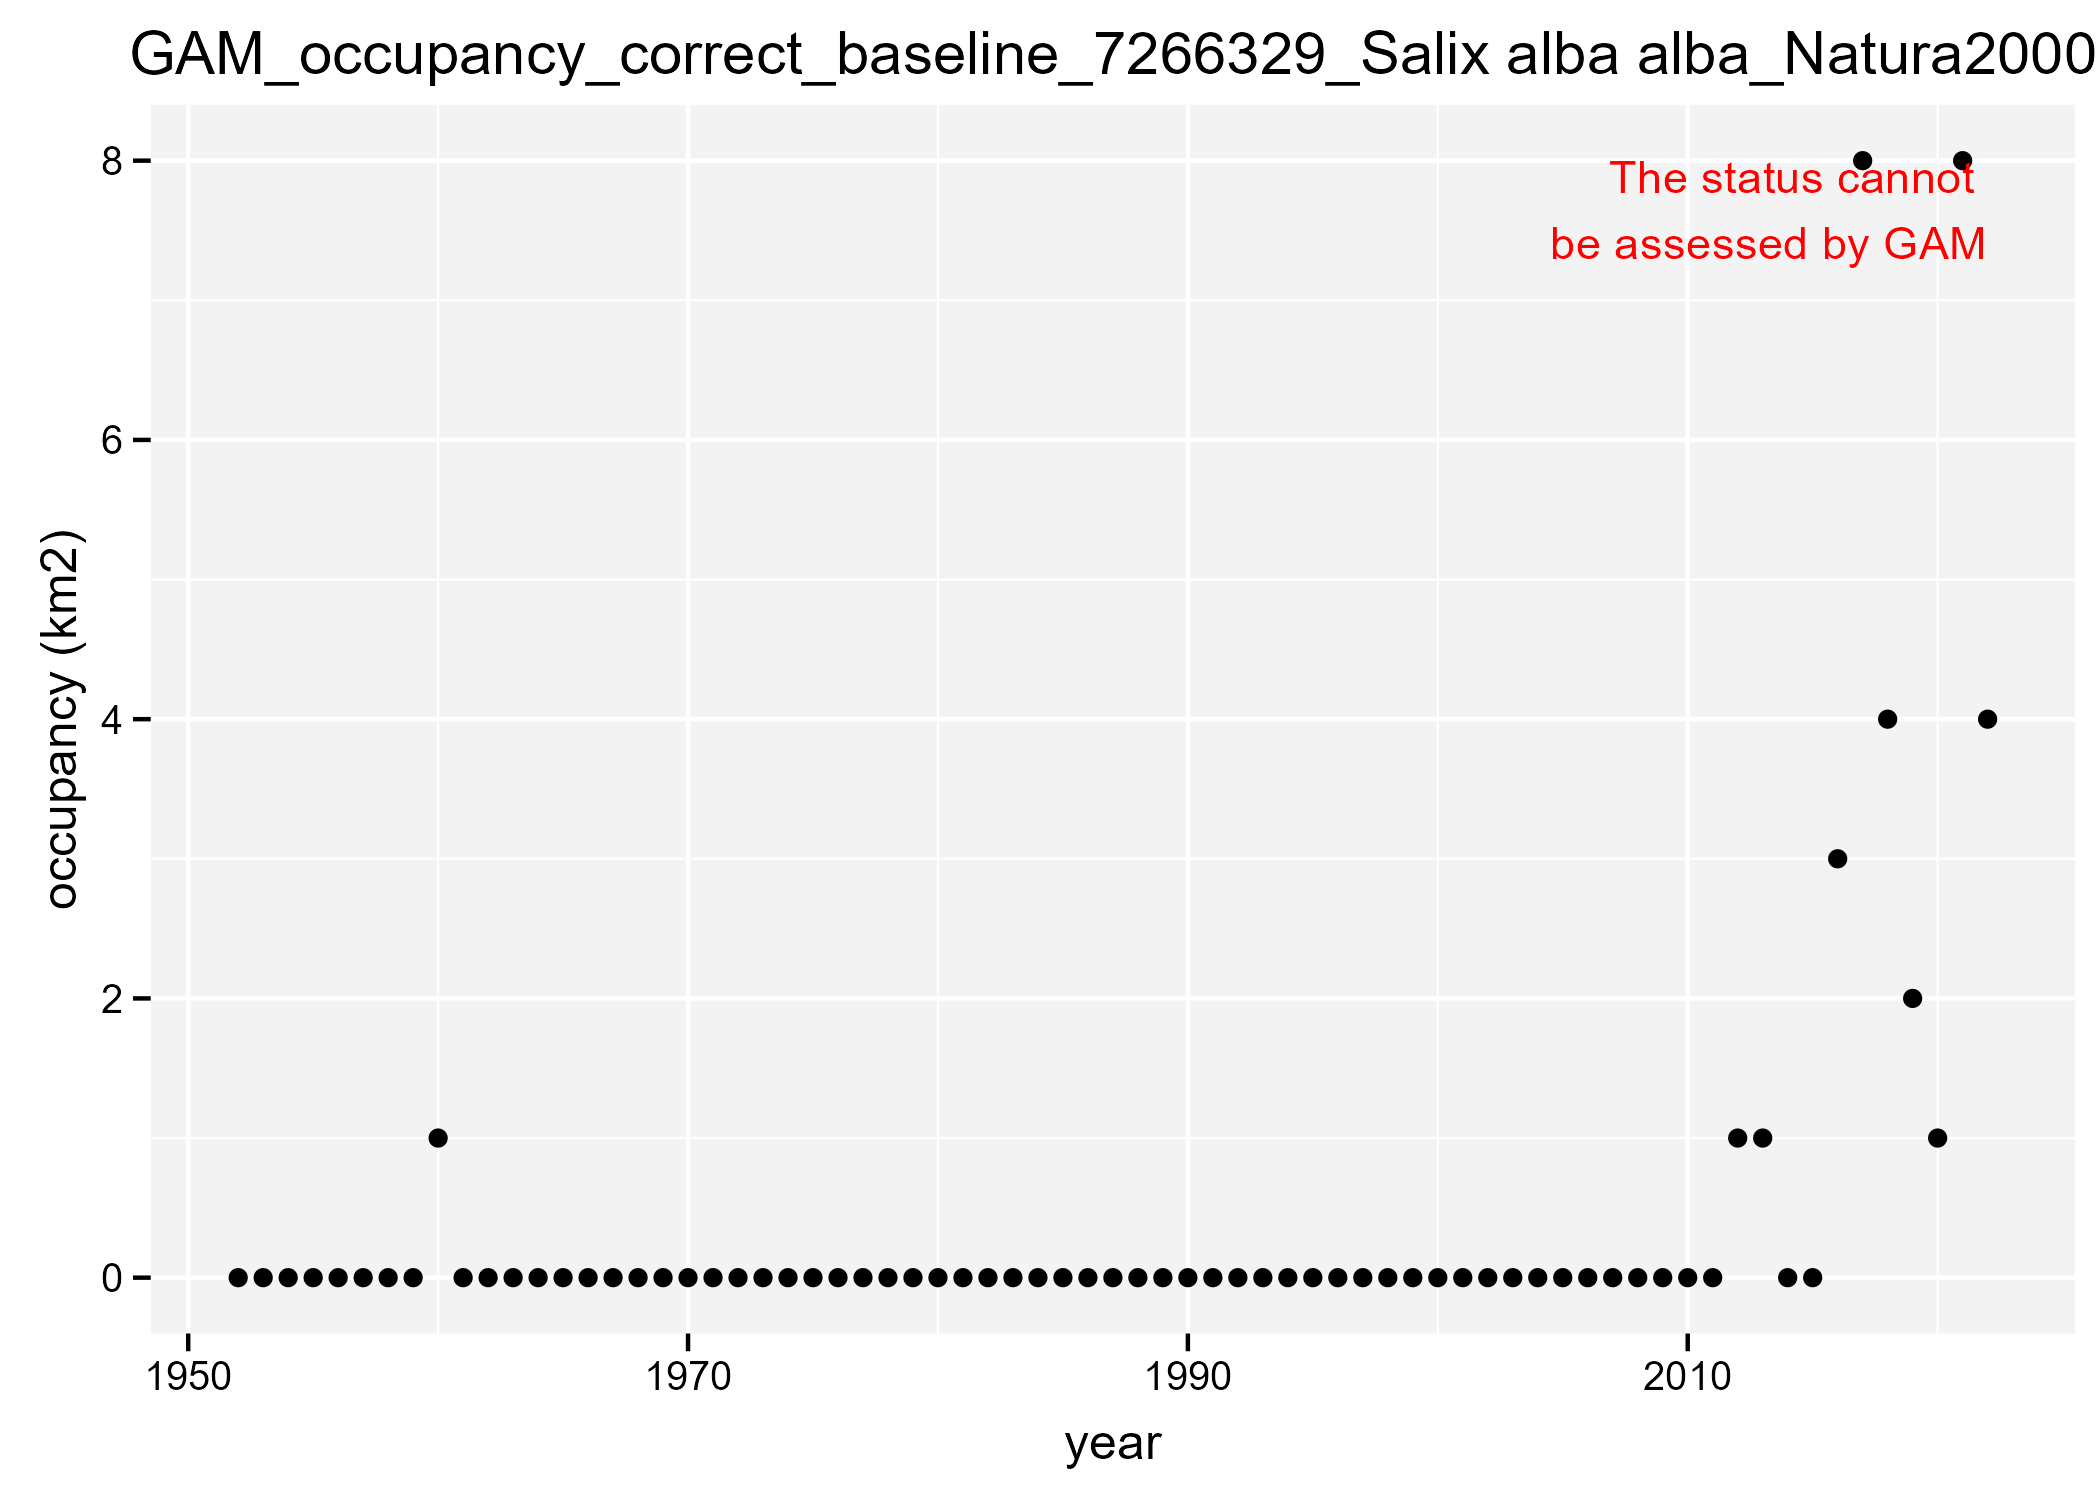 GAM_occupancy_correct_baseline_7266329_Salix alba alba_Natura2000
8
The status cannot
be assessed by GAM
6
occupancy (km2)
4
2
0
1950 1970 1990 2010
year